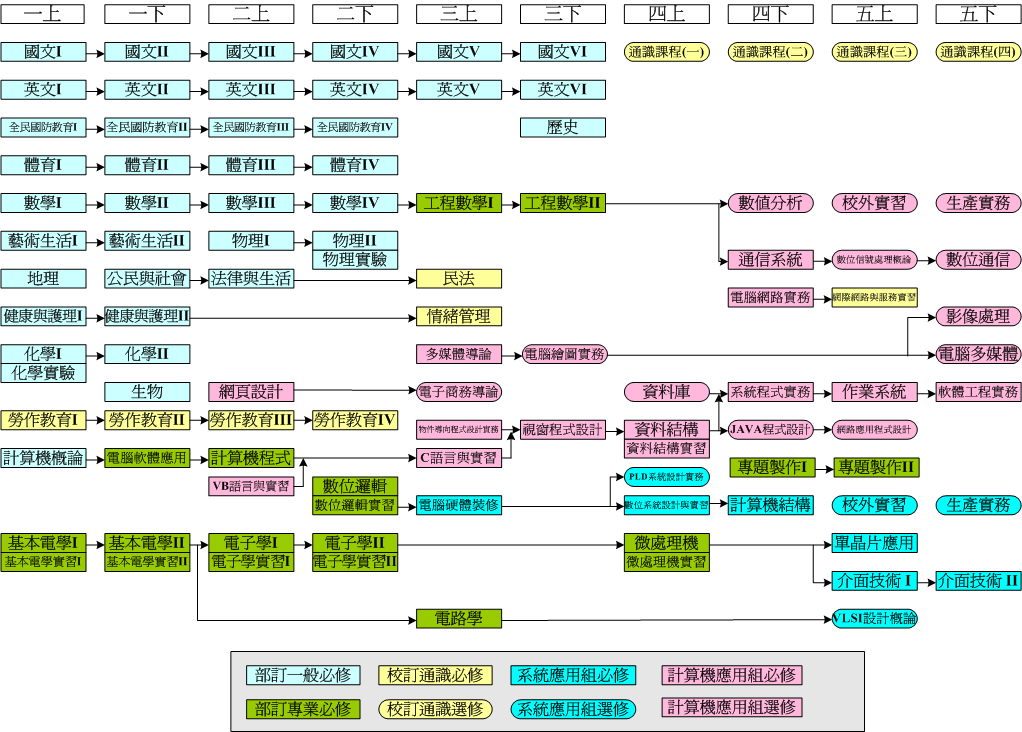 一上 一下 二上 二下 三上 三下 四上 四下 五上 五下
國文I 國文II 國文III 國文IV 國文V 國文VI 通識課程(一) 通識課程(二) 通識課程(三) 通識課程(四)
英文I 英文II 英文III 英文IV 英文V 英文VI
全民國防教育I 全民國防教育II 全民國防教育III 全民國防教育IV 歷史
體育I 體育II 體育III 體育IV
數學I 數學II 數學III 數學IV 工程數學I 工程數學II 數值分析 校外實習 生產實務
藝術生活I 藝術生活II 物理I 物理II
物理實驗 通信系統 數位信號處理概論 數位通信
地理 公民與社會 法律與生活 民法
電腦網路實務 網際網路與服務實習
健康與護理I 健康與護理II 情緒管理 影像處理
化學I 化學II 多媒體導論 電腦繪圖實務 電腦多媒體
化學實驗
生物 網頁設計 電子商務導論 資料庫 系統程式實務 作業系統 軟體工程實務
勞作教育I 勞作教育II 勞作教育III 勞作教育IV
物件導向程式設計實務 視窗程式設計 資料結構 JAVA程式設計 網路應用程式設計
資料結構實習
計算機概論 電腦軟體應用 計算機程式 C語言與實習
專題製作I 專題製作II
VB語言與實習 數位邏輯 PLD系統設計實務
數位邏輯實習 電腦硬體裝修 數位系統設計與實習 計算機結構 校外實習 生產實務
基本電學I 基本電學II 電子學I 電子學II 微處理機 單晶片應用
基本電學實習I 基本電學實習II 電子學實習I 電子學實習II 微處理機實習
介面技術 I 介面技術 II
電路學 VLSI設計概論
部訂一般必修 校訂通識必修 系統應用組必修 計算機應用組必修
部訂專業必修 校訂通識選修 系統應用組選修 計算機應用組選修